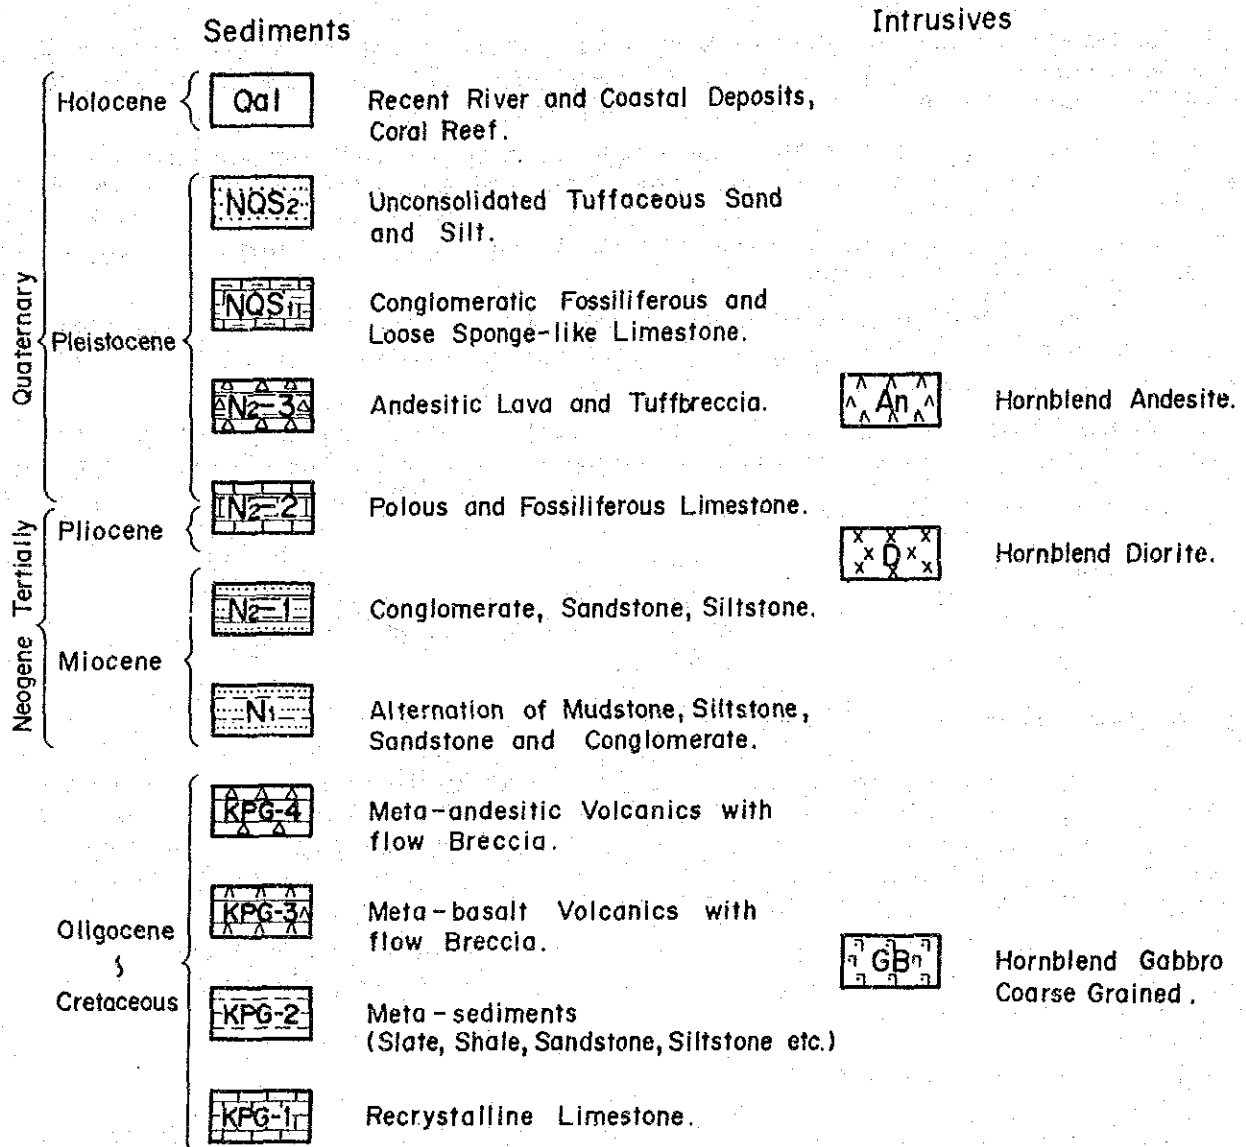 Sediments
Intrusives
Quaternary
Holocene
Qal
Recent River and Coastal Deposits,
Coral Reef.
Pleistocene
NQS2
Unconsolidated Tuffaceous Sand
and Silt.
NQS1
Conglomeratic Fossiliferous and
Loose Sponge-like Limestone.
N2-3
Andesitic Lava and Tuffbreccia.
An
Hornblend Andesite.
Neogene Tertially
Pliocene
N2-2
Polous and Fossiliferous Limestone.
D
Hornblend Diorite.
Miocene
N2-1
Conglomerate, Sandstone, Siltstone.
N1
Alternation of Mudstone, Siltstone,
Sandstone and Conglomerate.
Oligocene
Cretaceous
KPG-4
Meta-andesitic Volcanics with
flow Breccia.
KPG-3
Meta-basalt Volcanics with
flow Breccia.
GB
Hornblend Gabbro
Coarse Grained.
KPG-2
Meta-sediments
(Slate, Shale, Sandstone, Siltstone etc.)
KPG-1
Recrystalline Limestone.